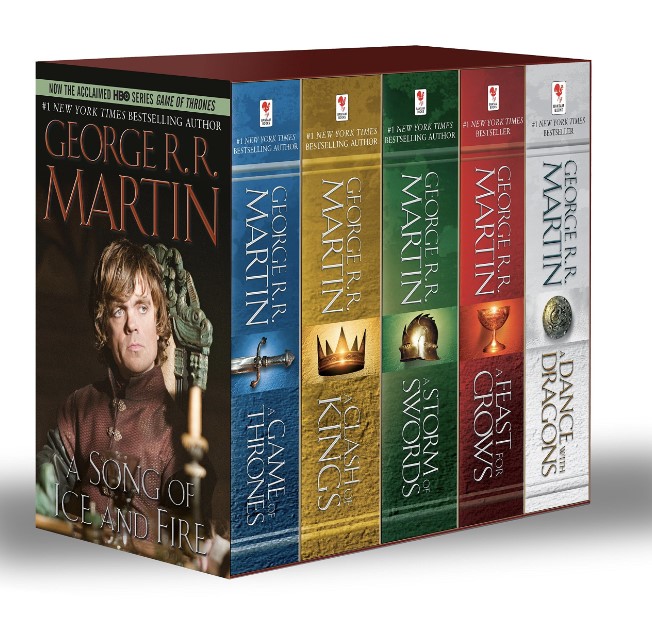 NOW THE ACCLAIMED HBO SERIES GAME OF THRONES
#1 NEW YORK TIMES BESTSELLING AUTHOR
GEORGE R.R.
MARTIN
A SONG OF
ICE AND FIRE
#1 NEW YORK TIMES
BESTSELLING AUTHOR
GEORGE R.R.
MARTIN
A GAME OF
THRONES
#1 NEW YORK TIMES
BESTSELLING AUTHOR
GEORGE R.R.
MARTIN
A CLASH OF
KINGS
#1 NEW YORK TIMES
BESTSELLING AUTHOR
GEORGE R.R.
MARTIN
A STORM OF
SWORDS
#1 NEW YORK TIMES
BESTSELLER
GEORGE R.R.
MARTIN
A FEAST FOR
CROWS
#1 NEW YORK TIMES
BESTSELLER
GEORGE R.R.
MARTIN
A DANCE WITH
DRAGONS